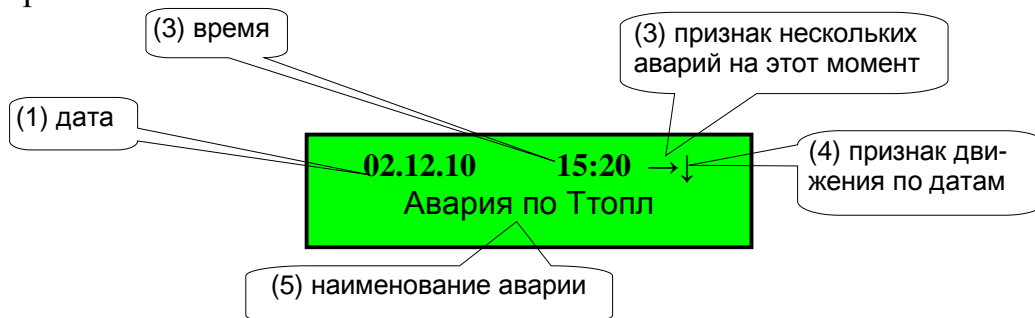 (3) время
(3) признак нескольких
аварий на этот момент
(1) дата
02.12.10 15:20 →↓
(4) признак дви-
жения по датам
Авария по Ттопл
(5) наименование аварии